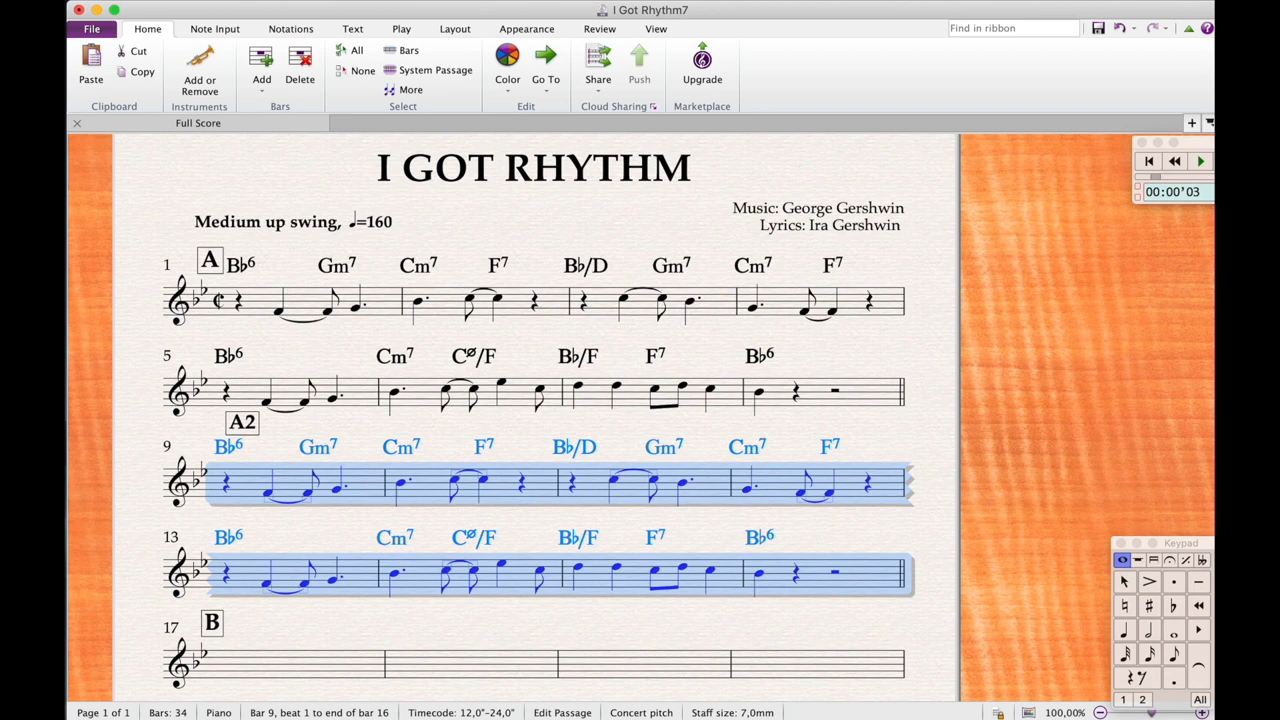 I Got Rhythm7
File Home Note Input Notations Text Play Layout Appearance Review View Find in ribbon
Paste Cut Copy Clipboard
Add or Remove Instruments
Add Delete Bars
All None Bars System Passage More Select
Color Go To Edit
Share Push Cloud Sharing
Upgrade Marketplace
Full Score
I GOT RHYTHM
Medium up swing, ♩=160
Music: George Gershwin
Lyrics: Ira Gershwin
00:00'03
1 A B♭6 Gm7 Cm7 F7 B♭/D Gm7 Cm7 F7
5 B♭6 Cm7 Cø/F B♭/F F7 B♭6
A2
9 B♭6 Gm7 Cm7 F7 B♭/D Gm7 Cm7 F7
13 B♭6 Cm7 Cø/F B♭/F F7 B♭6
17 B
Keypad
1 2 All
Page 1 of 1 Bars: 34 Piano Bar 9, beat 1 to end of bar 16 Timecode: 12,0"-24,0" Edit Passage Concert pitch Staff size: 7,0mm 100,00%